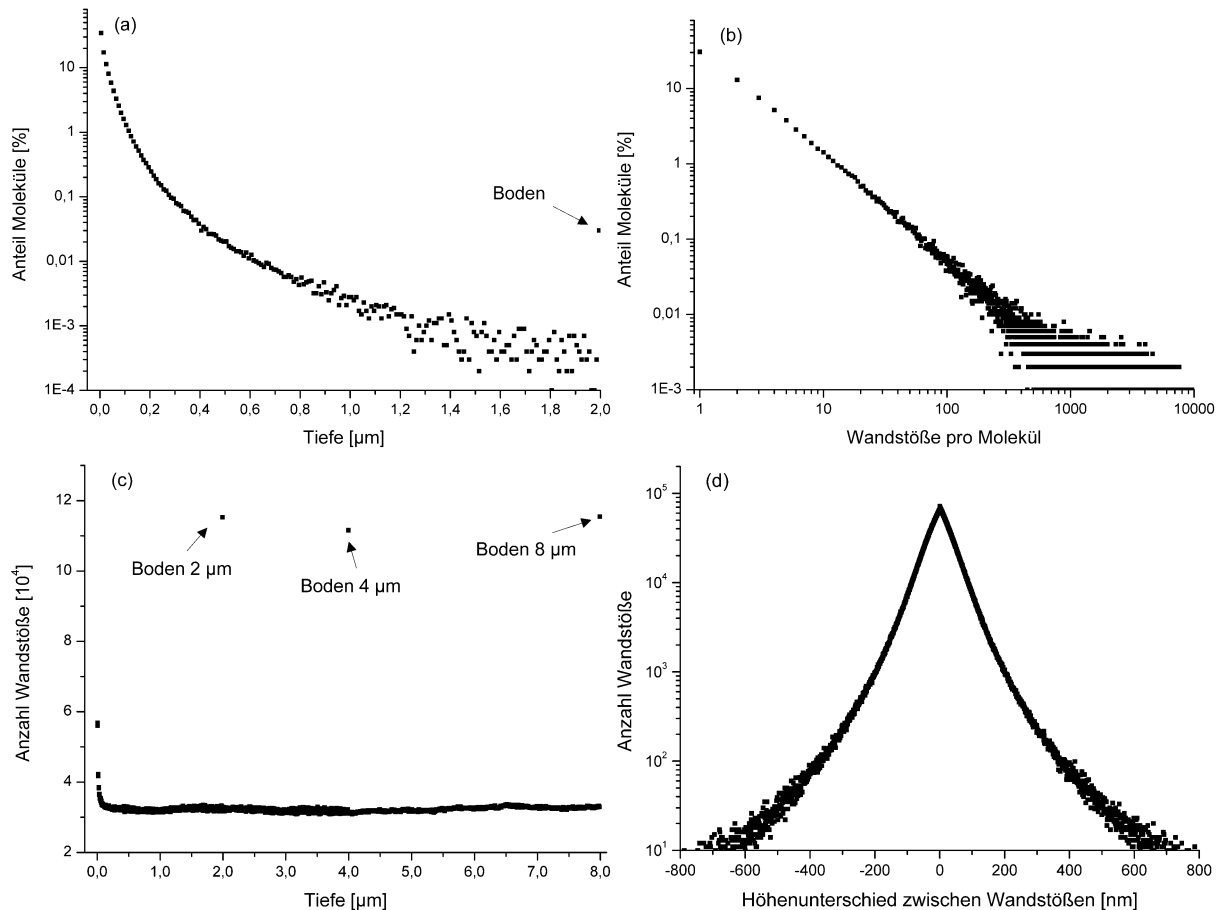 (a)
Anteil Moleküle [%]
10
1
0,1
0,01
1E-3
1E-4
Boden
0,0 0,2 0,4 0,6 0,8 1,0 1,2 1,4 1,6 1,8 2,0
Tiefe [µm]
(b)
Anteil Moleküle [%]
10
1
0,1
0,01
1E-3
1 10 100 1000 10000
Wandstöße pro Molekül
(c)
Anzahl Wandstöße [10⁴]
12
10
8
6
4
2
Boden 2 µm
Boden 4 µm
Boden 8 µm
0,0 1,0 2,0 3,0 4,0 5,0 6,0 7,0 8,0
Tiefe [µm]
(d)
Anzahl Wandstöße
10⁵
10⁴
10³
10²
10¹
-800 -600 -400 -200 0 200 400 600 800
Höhenunterschied zwischen Wandstößen [nm]